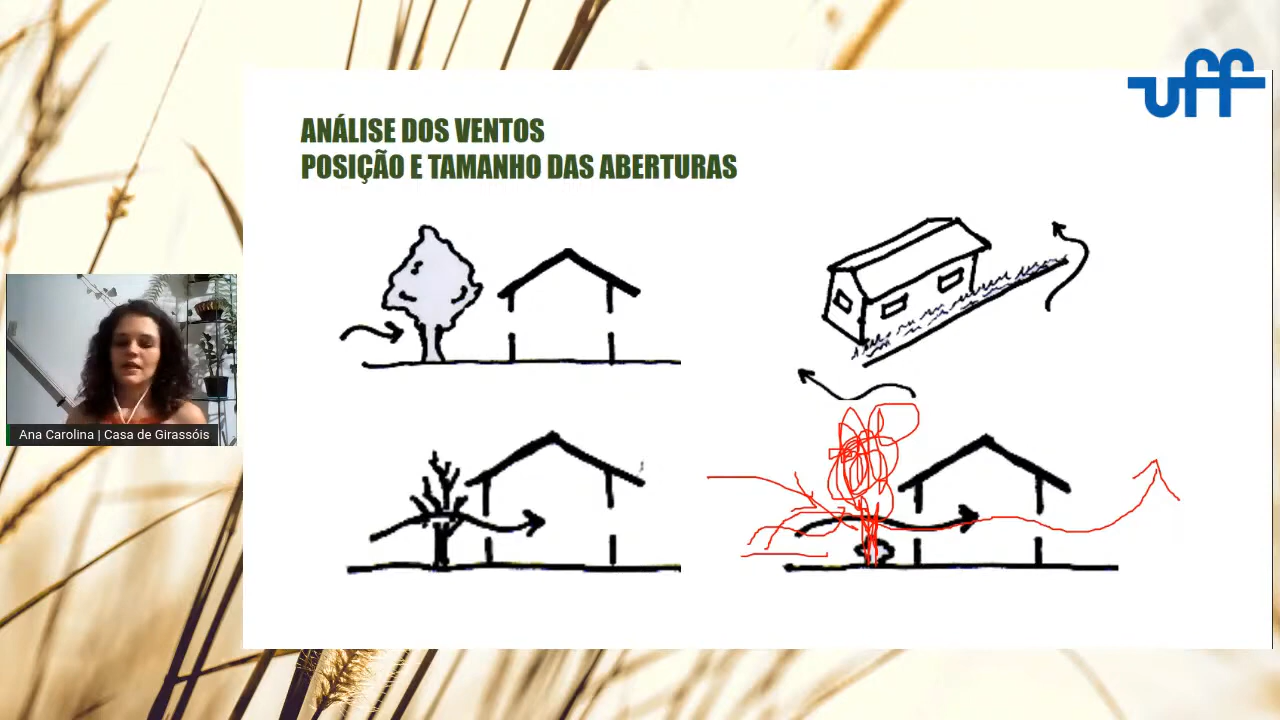 uff
ANÁLISE DOS VENTOS
POSIÇÃO E TAMANHO DAS ABERTURAS
Ana Carolina | Casa de Girassóis